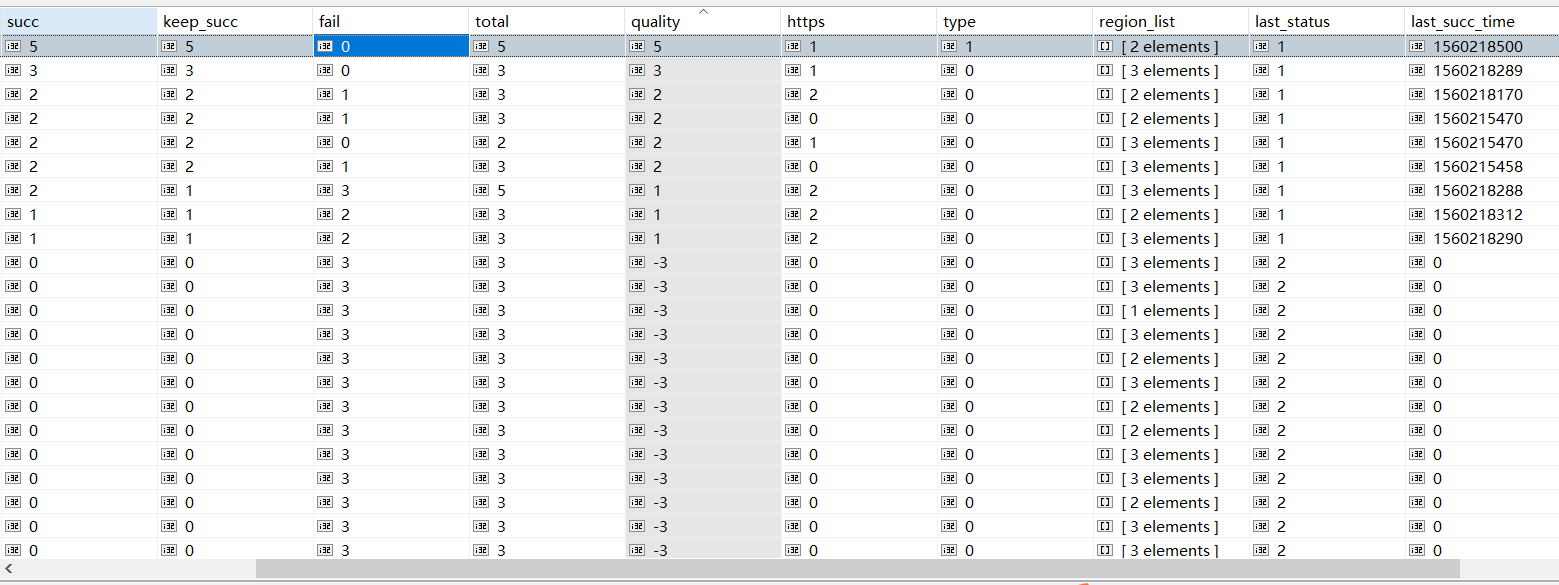 succ keep_succ fail total quality https type region_list last_status last_succ_time
5 5 0 5 5 1 1 [ 2 elements ] 1 1560218500
3 3 0 3 3 1 0 [ 3 elements ] 1 1560218289
2 2 1 3 2 2 0 [ 2 elements ] 1 1560218170
2 2 1 3 2 0 0 [ 2 elements ] 1 1560215470
2 2 0 2 2 1 0 [ 3 elements ] 1 1560215470
2 2 1 3 2 0 0 [ 3 elements ] 1 1560215458
2 1 3 5 1 2 0 [ 3 elements ] 1 1560218288
1 1 2 3 1 2 0 [ 2 elements ] 1 1560218312
1 1 2 3 1 2 0 [ 3 elements ] 1 1560218290
0 0 3 3 -3 0 0 [ 3 elements ] 2 0
0 0 3 3 -3 0 0 [ 3 elements ] 2 0
0 0 3 3 -3 0 0 [ 1 elements ] 2 0
0 0 3 3 -3 0 0 [ 3 elements ] 2 0
0 0 3 3 -3 0 0 [ 2 elements ] 2 0
0 0 3 3 -3 0 0 [ 3 elements ] 2 0
0 0 3 3 -3 0 0 [ 2 elements ] 2 0
0 0 3 3 -3 0 0 [ 2 elements ] 2 0
0 0 3 3 -3 0 0 [ 3 elements ] 2 0
0 0 3 3 -3 0 0 [ 3 elements ] 2 0
0 0 3 3 -3 0 0 [ 2 elements ] 2 0
0 0 3 3 -3 0 0 [ 3 elements ] 2 0
0 0 3 3 -3 0 0 [ 3 elements ] 2 0